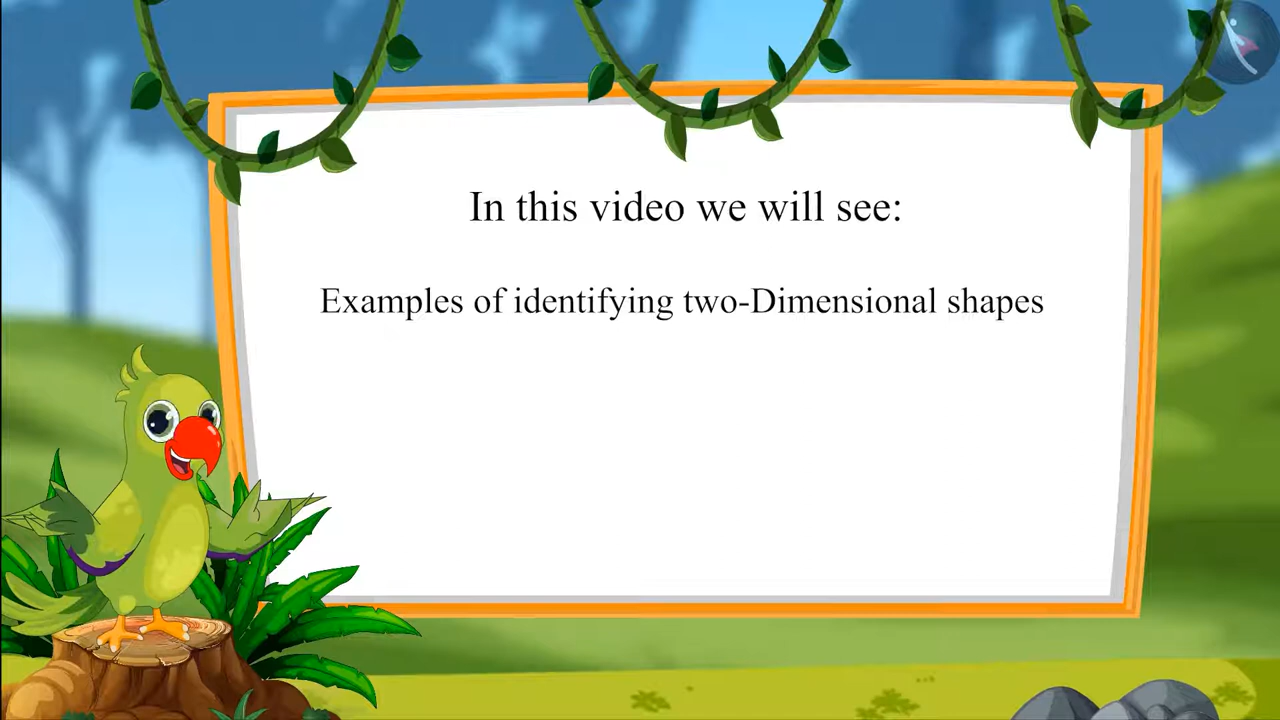 In this video we will see:
Examples of identifying two-Dimensional shapes